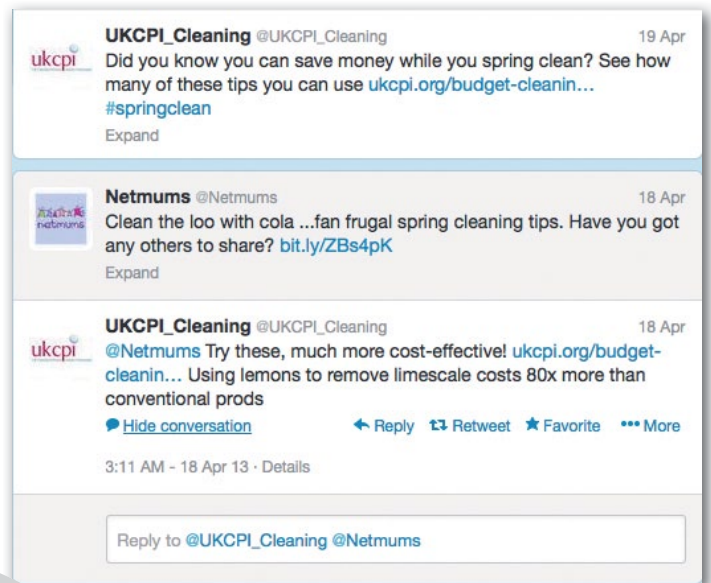 UKCPI_Cleaning @UKCPI_Cleaning 19 Apr
ukcpi
Did you know you can save money while you spring clean? See how
many of these tips you can use ukcpi.org/budget-cleanin…
#springclean
Expand
Netmums @Netmums 18 Apr
netmums
Clean the loo with cola ...fan frugal spring cleaning tips. Have you got
any others to share? bit.ly/ZBs4pK
Expand
UKCPI_Cleaning @UKCPI_Cleaning 18 Apr
ukcpi
@Netmums Try these, much more cost-effective! ukcpi.org/bud-
cleanin… Using lemons to remove limescale costs 80x more than
conventional prods
Hide conversation Reply Retweet Favorite More
3:11 AM - 18 Apr 13 · Details
Reply to @UKCPI_Cleaning @Netmums